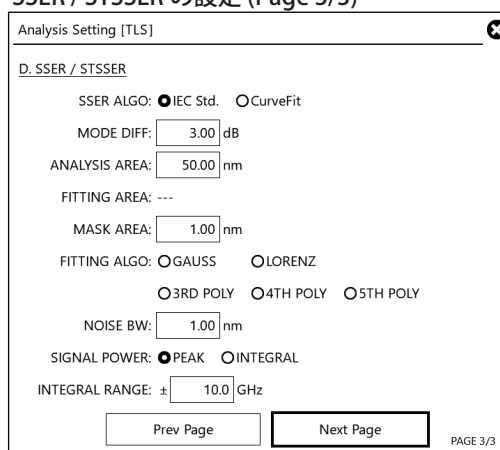 SSER / STSSER の設定 (Page 3/3)
Analysis Setting [TLS]
D. SSER / STSSER
SSER ALGO: IEC Std. CurveFit
MODE DIFF: 3.00 dB
ANALYSIS AREA: 50.00 nm
FITTING AREA: ---
MASK AREA: 1.00 nm
FITTING ALGO: GAUSS LORENZ
3RD POLY 4TH POLY 5TH POLY
NOISE BW: 1.00 nm
SIGNAL POWER: PEAK INTEGRAL
INTEGRAL RANGE: ± 10.0 GHz
Prev Page Next Page
PAGE 3/3